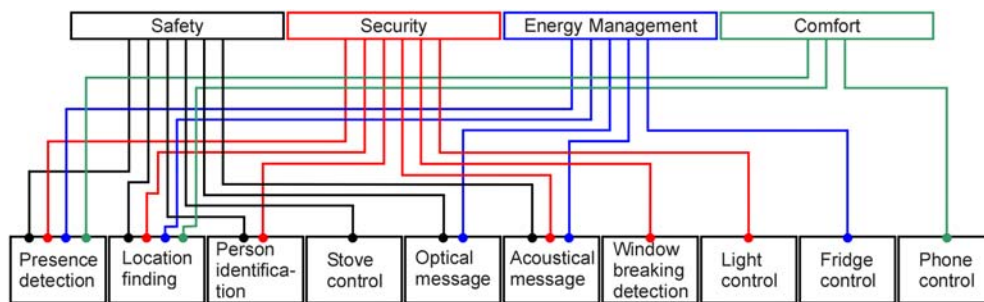 Safety
Security
Energy Management
Comfort
Presence
detection
Location
finding
Person
identifica-
tion
Stove
control
Optical
message
Acoustical
message
Window
breaking
detection
Light
control
Fridge
control
Phone
control